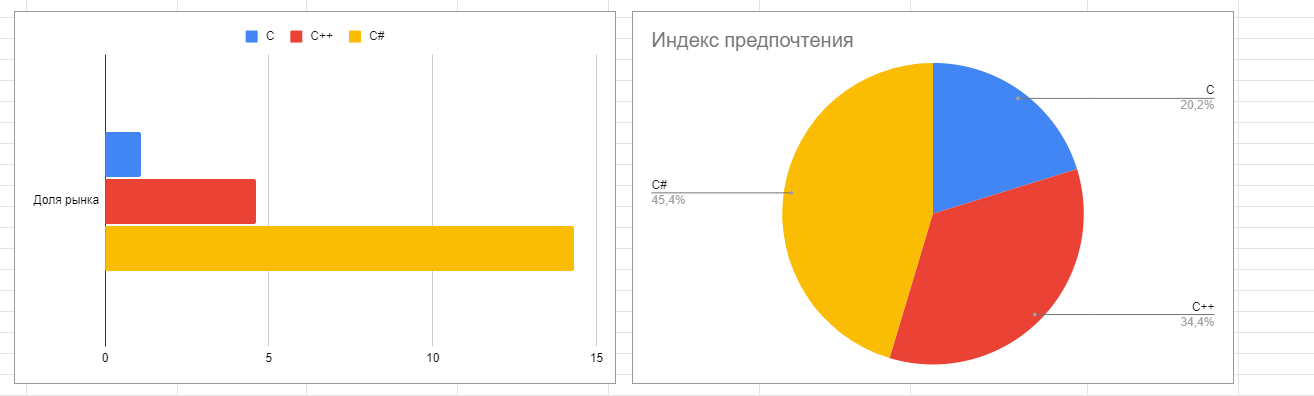 C C++ C#
Доля рынка
0 5 10 15
Индекс предпочтения
C
20,2%
C#
45,4%
C++
34,4%